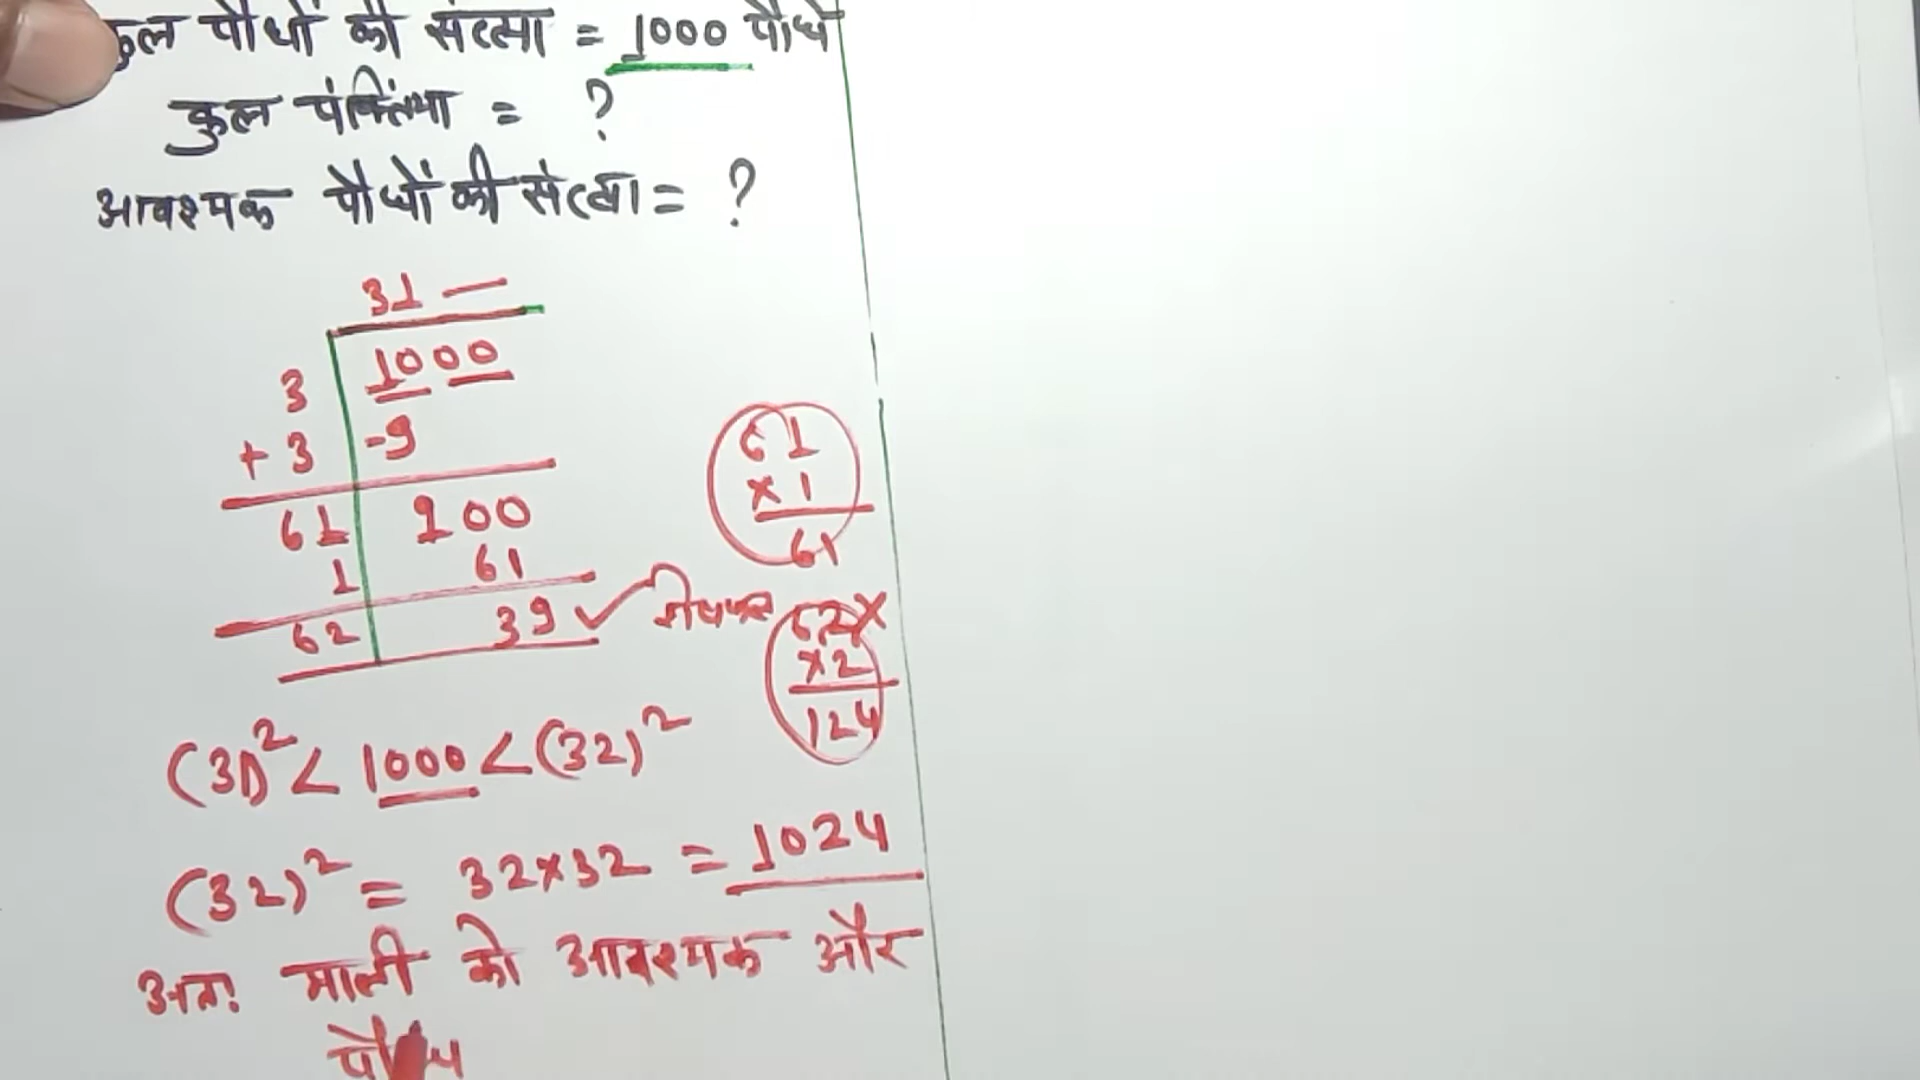 कुल पौधों की संख्या = 1000 पौधे
कुल पंक्तिंया = ?
आवश्यक पौधों की संख्या = ?
31 —
3 1000
+ 3 -9
61 100
1 61
62 39 ✓ शेषफल
61
× 1
61
62 ×
× 2
124
(31)² < 1000 < (32)²
(32)² = 32×32 = 1024
अतः माली को आवश्यक और